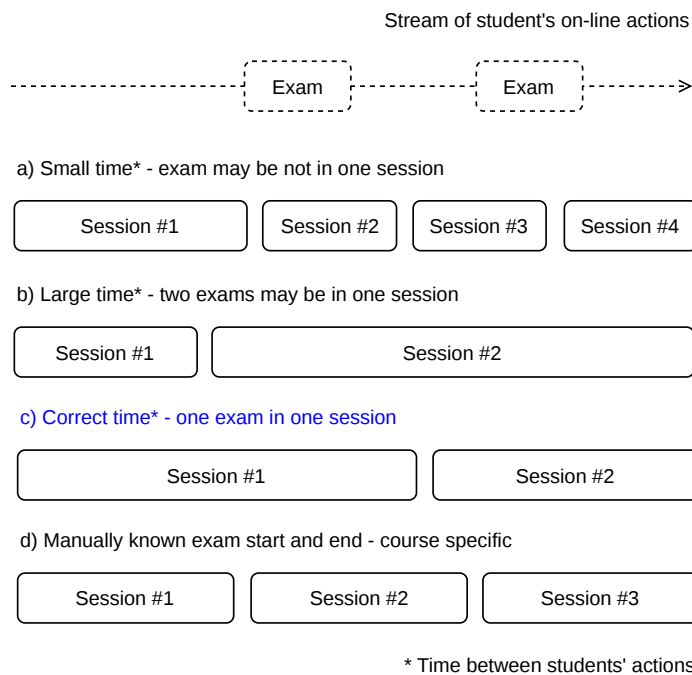 Stream of student's on-line actions
Exam Exam
a) Small time* - exam may be not in one session
Session #1 Session #2 Session #3 Session #4
b) Large time* - two exams may be in one session
Session #1 Session #2
c) Correct time* - one exam in one session
Session #1 Session #2
d) Manually known exam start and end - course specific
Session #1 Session #2 Session #3
* Time between students' actions